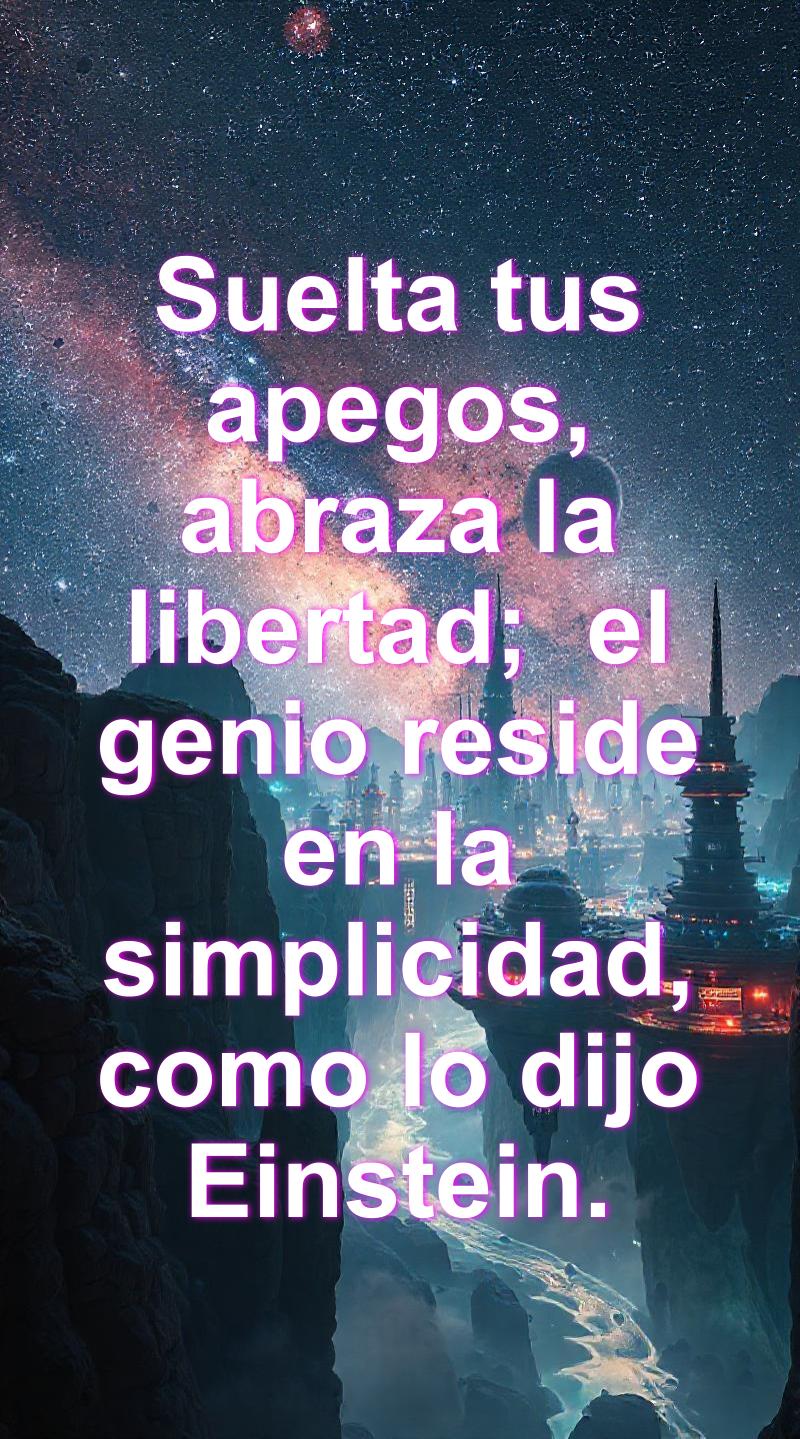 Suelta tus
apegos,
abraza la
libertad;  el
genio reside
en la
simplicidad,
como lo dijo
Einstein.